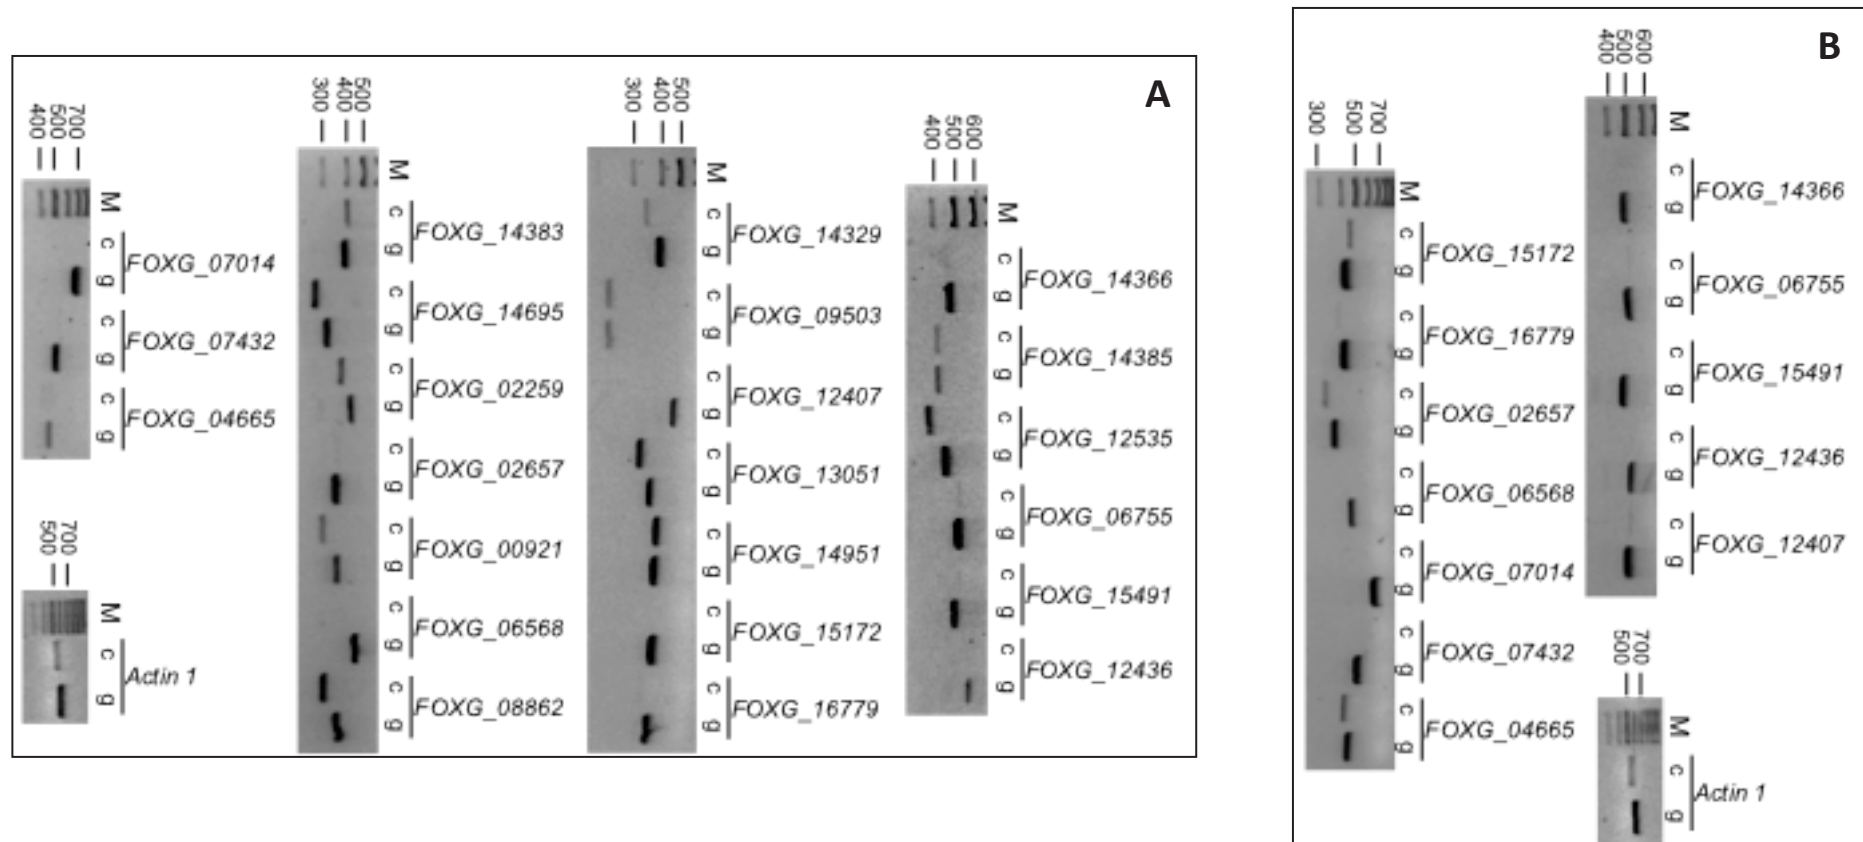 A
400
500
700
M
c
g
FOXG_07014
c
g
FOXG_07432
c
g
FOXG_04665
500
700
M
c
g
Actin 1
300
400
500
M
c
g
FOXG_14383
c
g
FOXG_14695
c
g
FOXG_02259
c
g
FOXG_02657
c
g
FOXG_00921
c
g
FOXG_06568
c
g
FOXG_08862
300
400
500
M
c
g
FOXG_14329
c
g
FOXG_09503
c
g
FOXG_12407
c
g
FOXG_13051
c
g
FOXG_14951
c
g
FOXG_15172
c
g
FOXG_16779
400
500
600
M
c
g
FOXG_14366
c
g
FOXG_14385
c
g
FOXG_12535
c
g
FOXG_06755
c
g
FOXG_15491
c
g
FOXG_12436
B
300
500
700
M
c
g
FOXG_15172
c
g
FOXG_16779
c
g
FOXG_02657
c
g
FOXG_06568
c
g
FOXG_07014
c
g
FOXG_07432
c
g
FOXG_04665
400
500
600
M
c
g
FOXG_14366
c
g
FOXG_06755
c
g
FOXG_15491
c
g
FOXG_12436
c
g
FOXG_12407
500
700
M
c
g
Actin 1